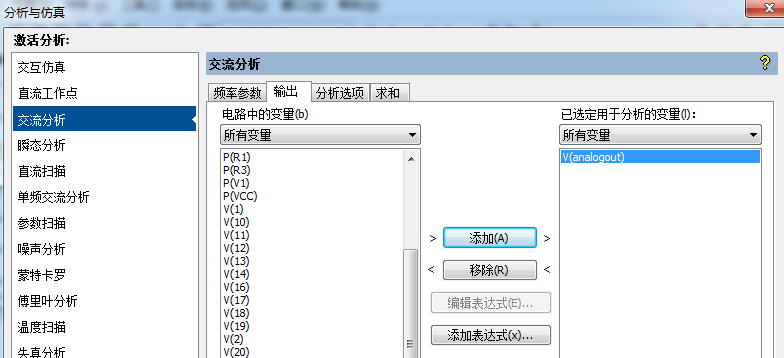 分析与仿真
激活分析:
交互仿真
直流工作点
交流分析
瞬态分析
直流扫描
单频交流分析
参数扫描
噪声分析
蒙特卡罗
傅里叶分析
温度扫描
失真分析
交流分析
频率参数 输出 分析选项 求和
电路中的变量(b)
所有变量
P(R1)
P(R3)
P(V1)
P(VCC)
V(1)
V(10)
V(11)
V(12)
V(13)
V(14)
V(16)
V(17)
V(18)
V(19)
V(2)
V(20)
> 添加(A) >
< 移除(R) <
编辑表达式(E)...
添加表达式(x)...
已选定用于分析的变量(I):
所有变量
V(analogout)